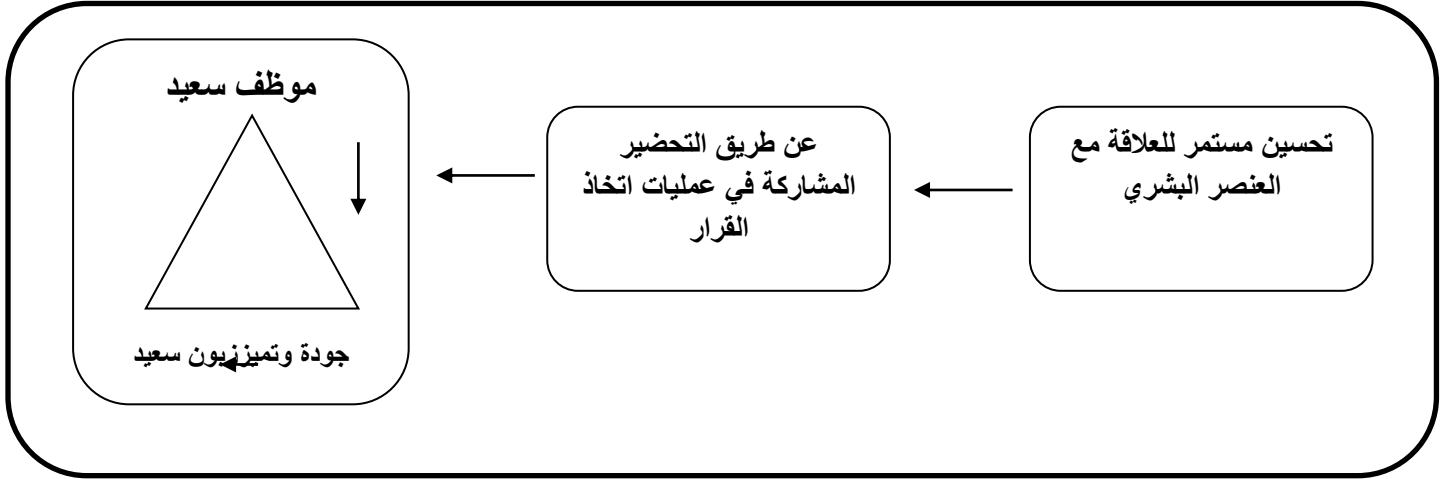 تحسين مستمر للعلاقة مع
العنصر البشري
عن طريق التحضير
المشاركة في عمليات اتخاذ
القرار
موظف سعيد
جودة وتميززبون سعيد